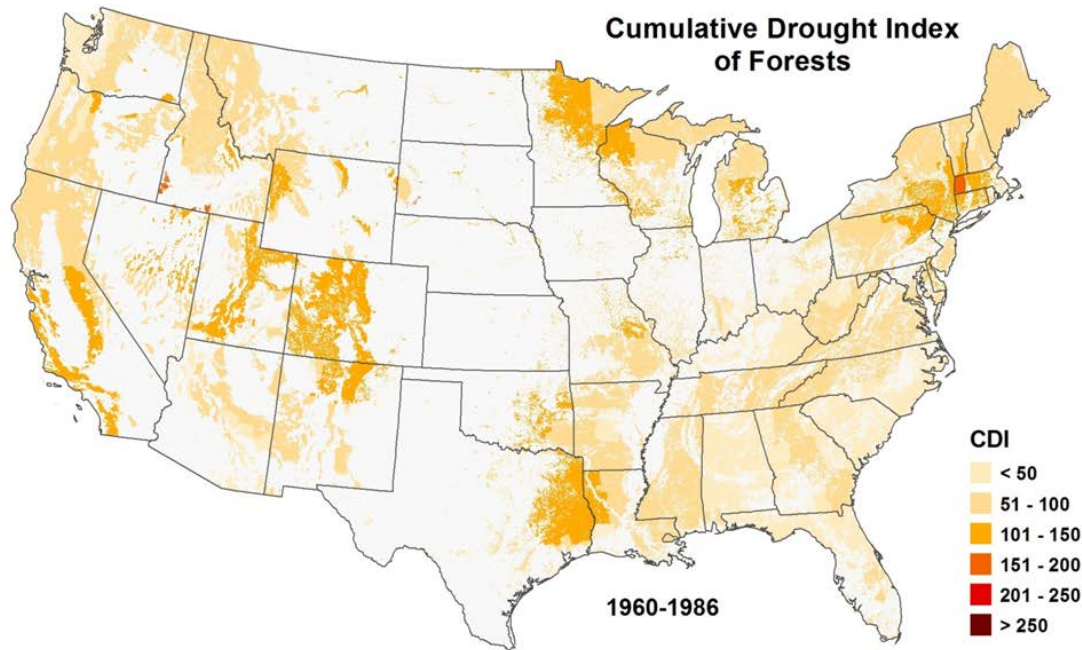 Cumulative Drought Index
of Forests
CDI
< 50
51 - 100
101 - 150
151 - 200
201 - 250
> 250
1960-1986